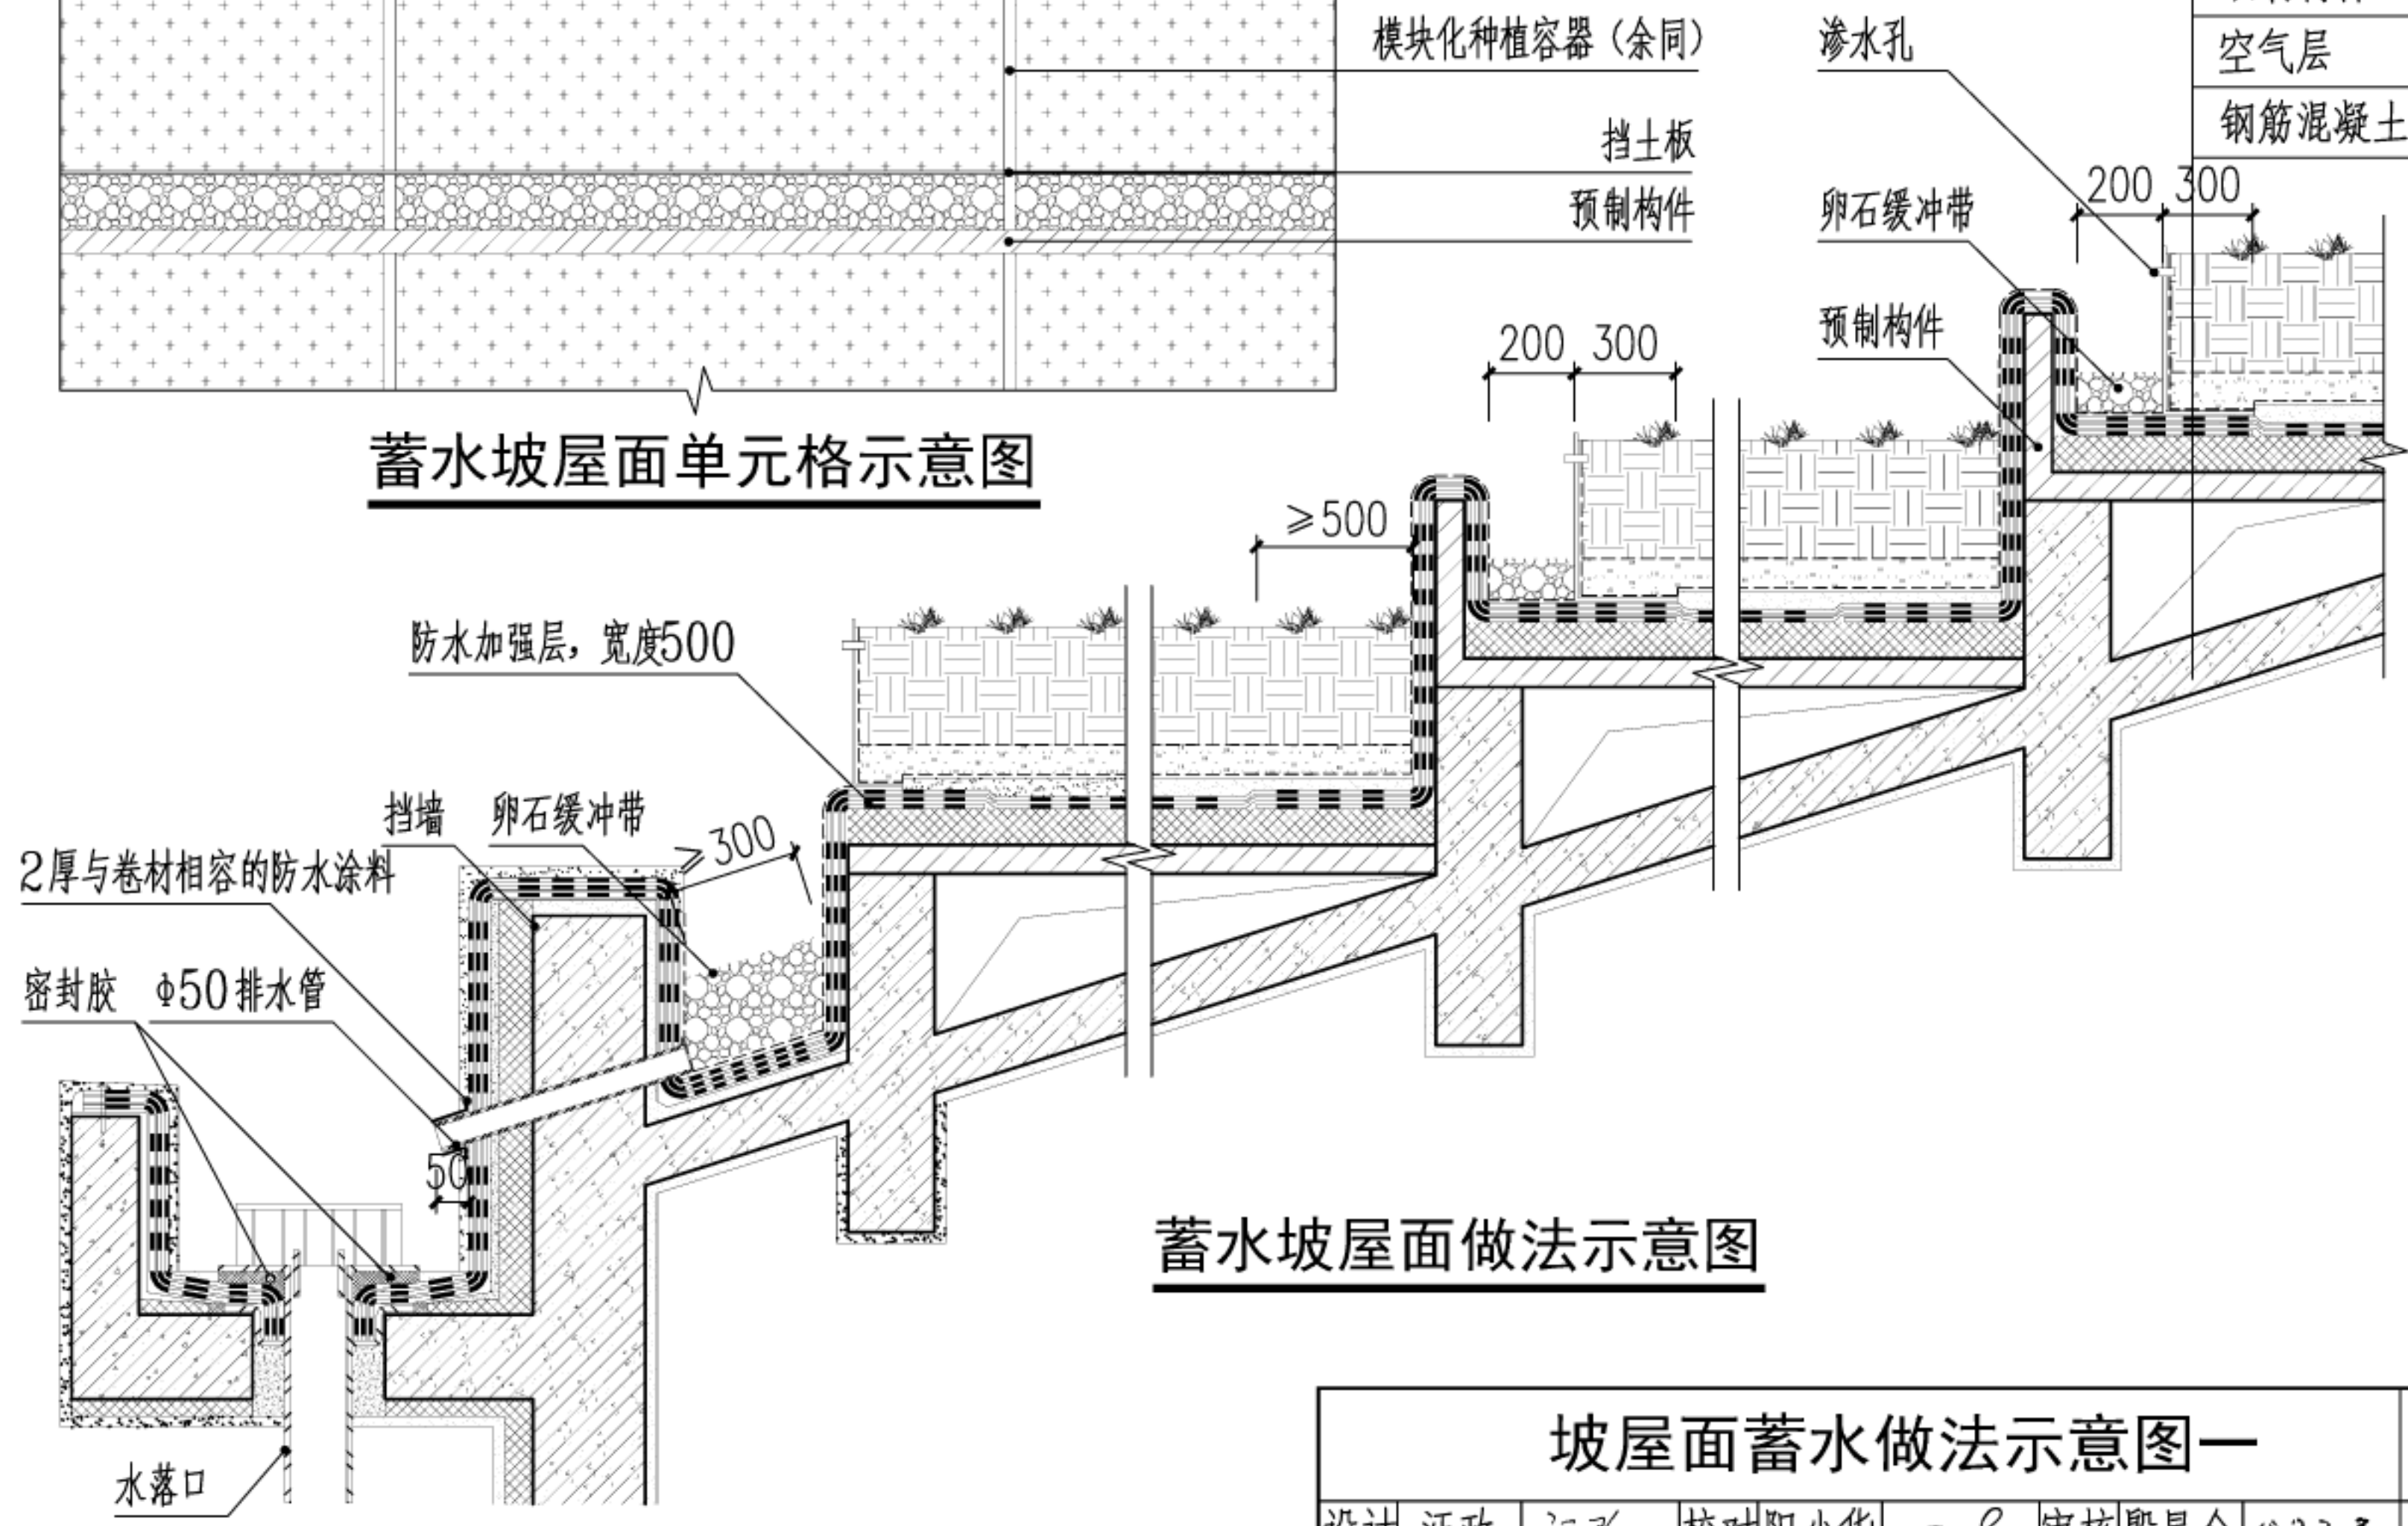 模块化种植容器（余同）
渗水孔
空气层
钢筋混凝土
挡土板
预制构件
卵石缓冲带
200 300
预制构件
200 300
蓄水坡屋面单元格示意图
≥500
防水加强层，宽度500
挡墙
卵石缓冲带
≥300
2厚与卷材相容的防水涂料
密封胶
Φ50排水管
50
蓄水坡屋面做法示意图
水落口
坡屋面蓄水做法示意图一